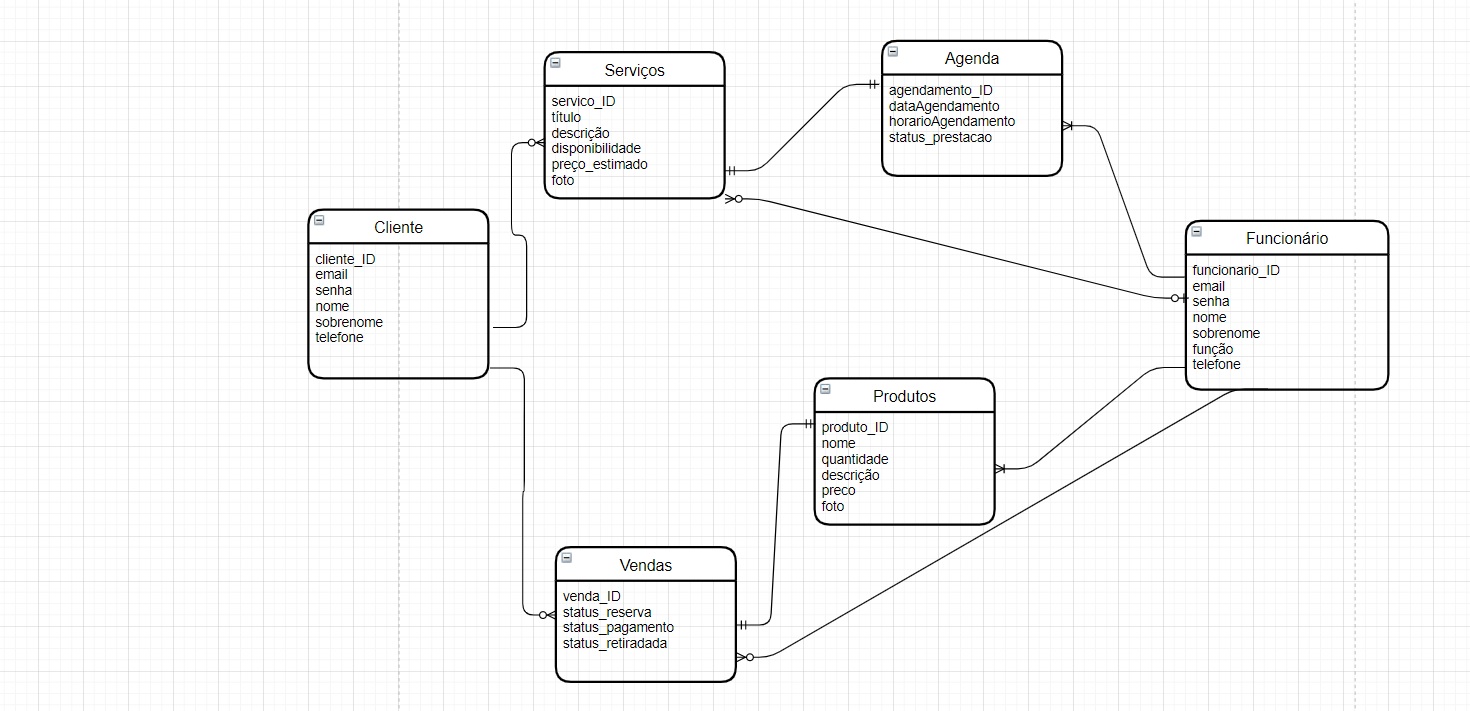 Serviços
servico_ID
título
descrição
disponibilidade
preço_estimado
foto
Agenda
agendamento_ID
dataAgendamento
horarioAgendamento
status_prestacao
Cliente
cliente_ID
email
senha
nome
sobrenome
telefone
Funcionário
funcionario_ID
email
senha
nome
sobrenome
função
telefone
Produtos
produto_ID
nome
quantidade
descrição
preco
foto
Vendas
venda_ID
status_reserva
status_pagamento
status_retiradada